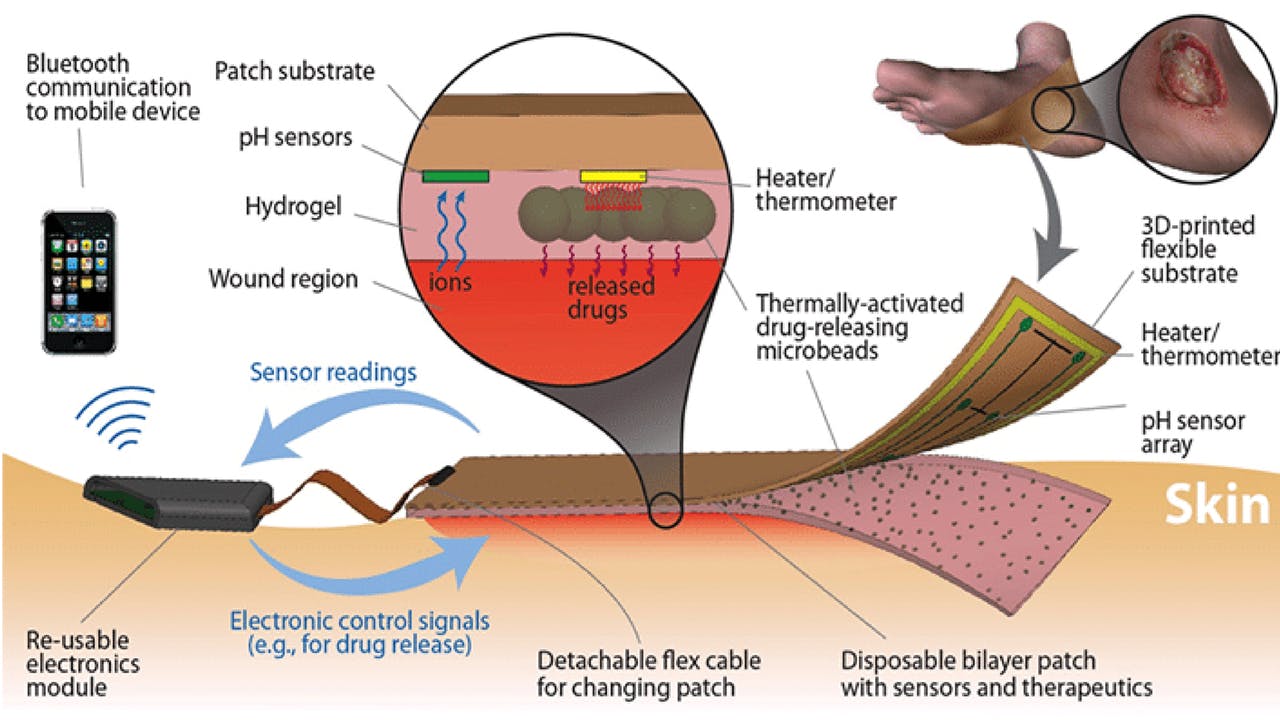 Bluetooth
communication
to mobile device
Patch substrate
pH sensors
Hydrogel
Wound region
ions
released
drugs
Heater/
thermometer
Thermally-activated
drug-releasing
microbeads
3D-printed
flexible
substrate
Heater/
thermometer
pH sensor
array
Sensor readings
Skin
Electronic control signals
(e.g., for drug release)
Re-usable
electronics
module
Detachable flex cable
for changing patch
Disposable bilayer patch
with sensors and therapeutics